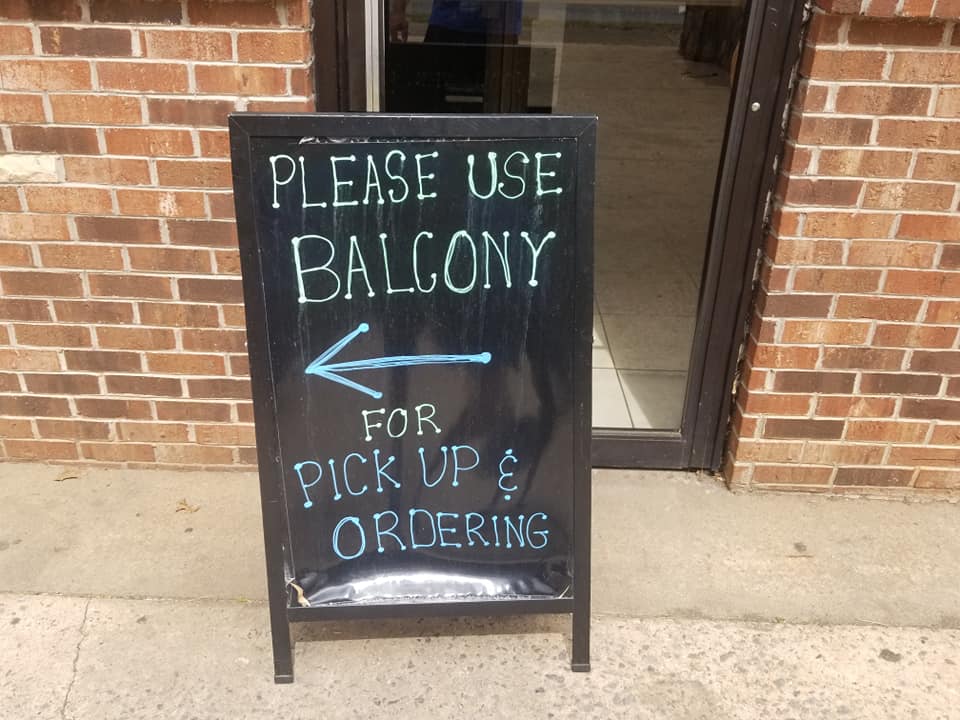 PLEASE USE
BALCONY
FOR
PICK UP &
ORDERING